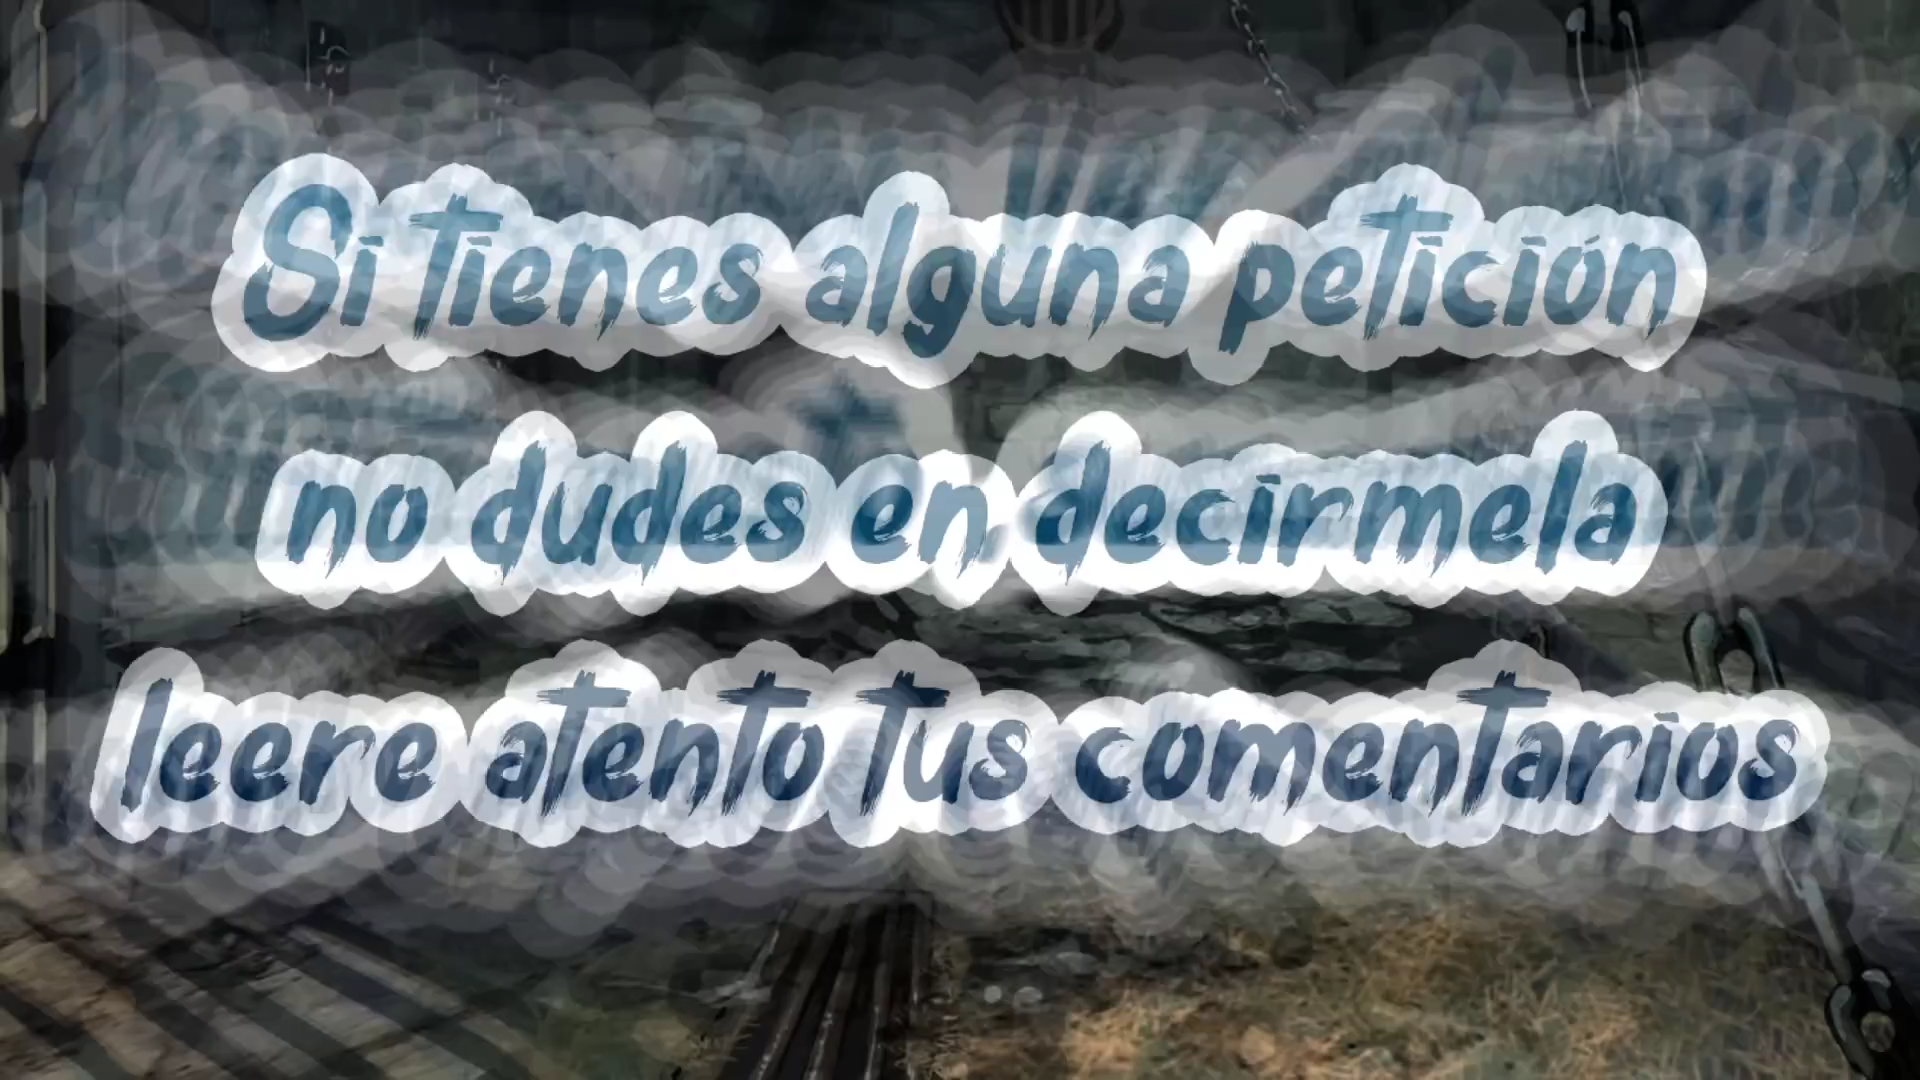 Si tienes alguna petición
no dudes en decirmela
leere atento tus comentarios